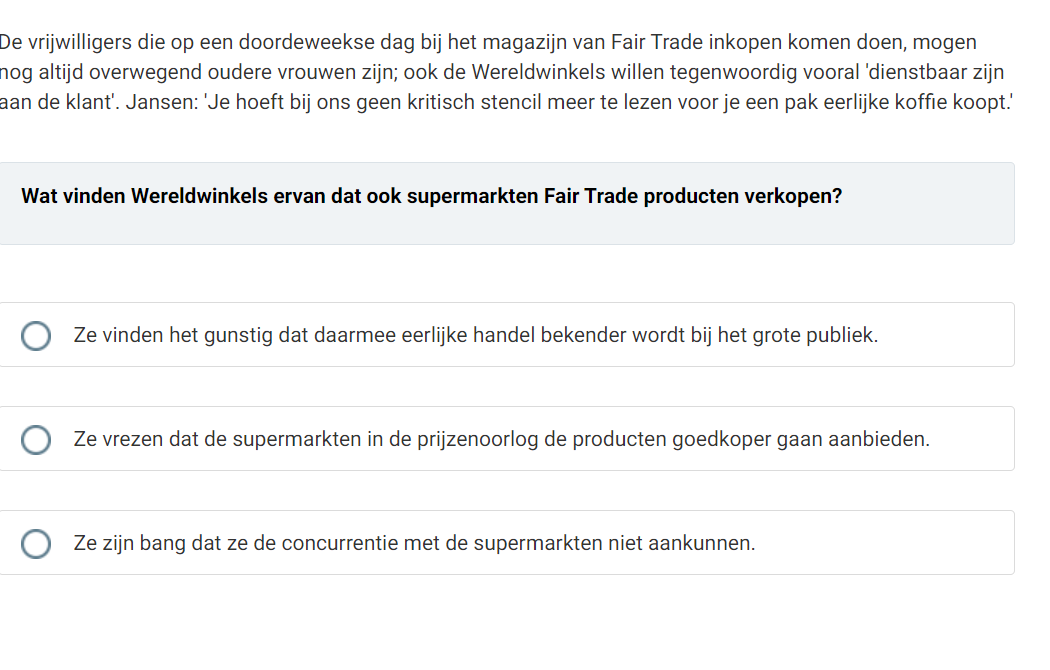 De vrijwilligers die op een doordeweekse dag bij het magazijn van Fair Trade inkopen komen doen, mogen
nog altijd overwegend oudere vrouwen zijn; ook de Wereldwinkels willen tegenwoordig vooral 'dienstbaar zijn
aan de klant'. Jansen: 'Je hoeft bij ons geen kritisch stencil meer te lezen voor je een pak eerlijke koffie koopt.'
Wat vinden Wereldwinkels ervan dat ook supermarkten Fair Trade producten verkopen?
Ze vinden het gunstig dat daarmee eerlijke handel bekender wordt bij het grote publiek.
Ze vrezen dat de supermarkten in de prijzenoorlog de producten goedkoper gaan aanbieden.
Ze zijn bang dat ze de concurrentie met de supermarkten niet aankunnen.